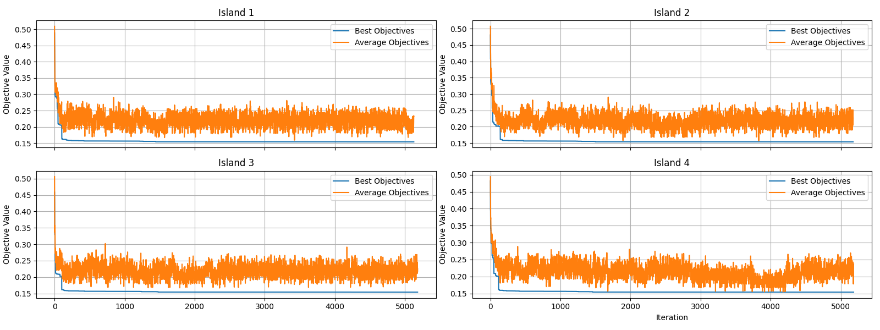 Island 1
Objective Value
0.50
0.45
0.40
0.35
0.30
0.25
0.20
0.15
Best Objectives
Average Objectives
Island 2
0.50
0.45
0.40
0.35
0.30
0.25
0.20
0.15
Best Objectives
Average Objectives
Island 3
Objective Value
0.50
0.45
0.40
0.35
0.30
0.25
0.20
0.15
Best Objectives
Average Objectives
0
1000
2000
3000
4000
5000
Island 4
Objective Value
0.50
0.45
0.40
0.35
0.30
0.25
0.20
0.15
Best Objectives
Average Objectives
0
1000
2000
3000
4000
5000
Iteration